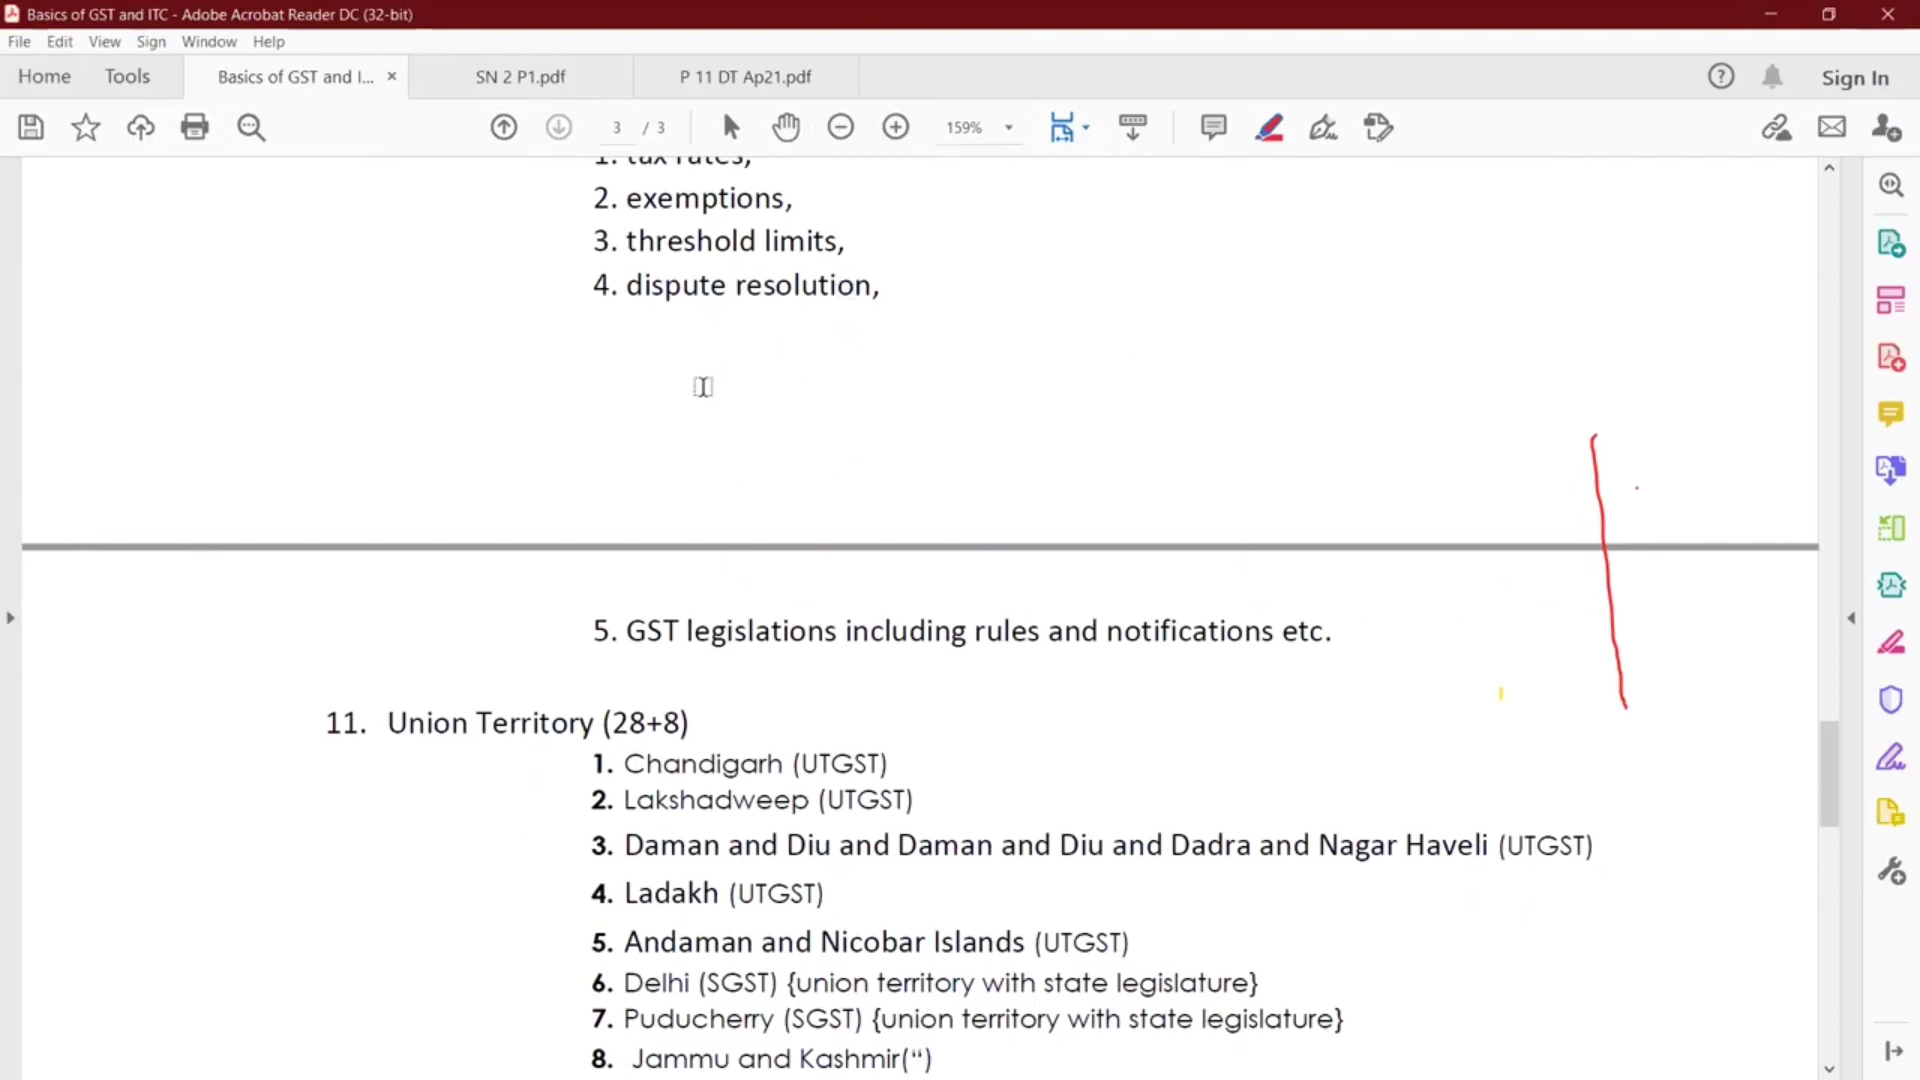 Basics of GST and ITC - Adobe Acrobat Reader DC (32-bit)
File Edit View Sign Window Help
Home Tools Basics of GST and I... × SN 2 P1.pdf P 11 DT Ap21.pdf Sign In
3 / 3 159%
1. tax rates,
2. exemptions,
3. threshold limits,
4. dispute resolution,
5. GST legislations including rules and notifications etc.
11. Union Territory (28+8)
1. Chandigarh (UTGST)
2. Lakshadweep (UTGST)
3. Daman and Diu and Daman and Diu and Dadra and Nagar Haveli (UTGST)
4. Ladakh (UTGST)
5. Andaman and Nicobar Islands (UTGST)
6. Delhi (SGST) {union territory with state legislature}
7. Puducherry (SGST) {union territory with state legislature}
8. Jammu and Kashmir(“)